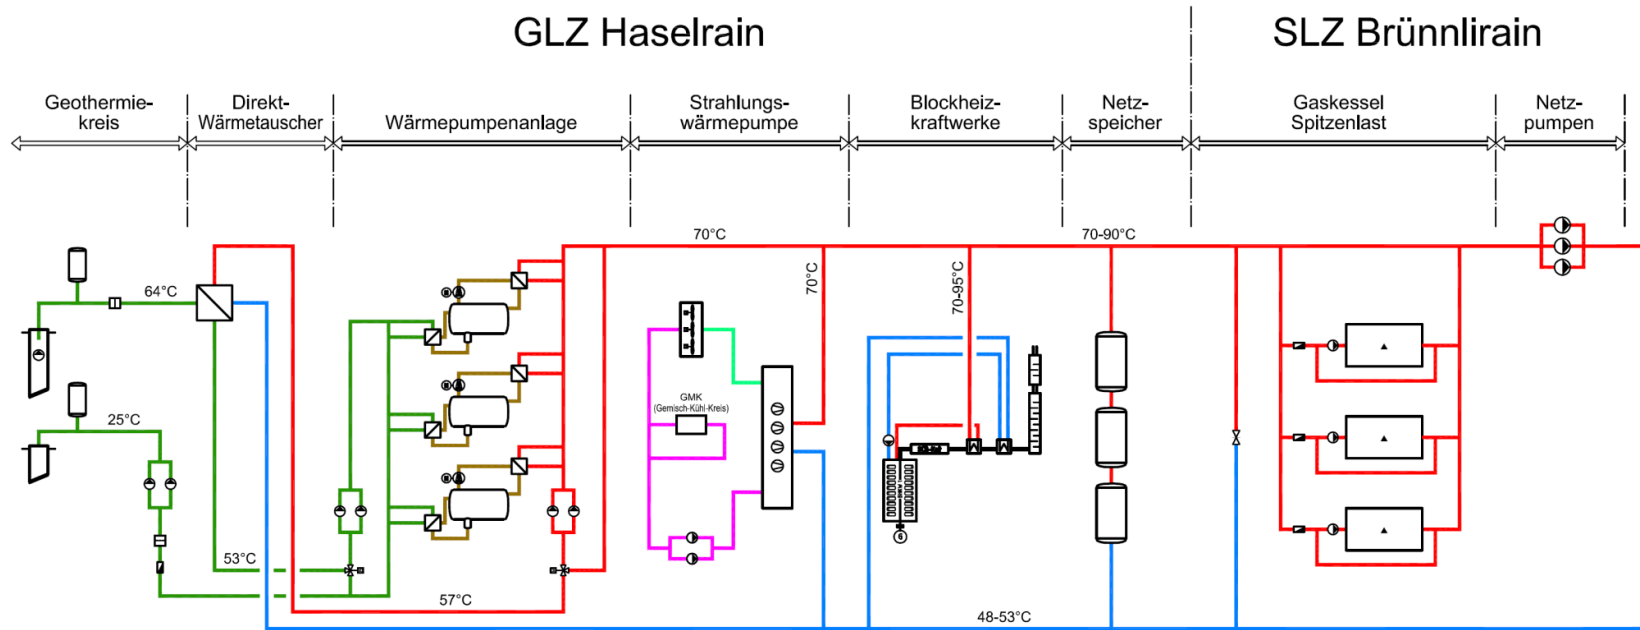 GLZ Haselrain
SLZ Brünnlirain
Geothermie-
kreis
Direkt-
Wärmetauscher
Wärmepumpenanlage
Strahlungs-
wärmepumpe
Blockheiz-
kraftwerke
Netz-
speicher
Gaskessel
Spitzenlast
Netz-
pumpen
70°C
70-90°C
70°C
70-95°C
64°C
GMK
(Gemisch-Kühl-Kreis)
25°C
G
53°C
57°C
48-53°C